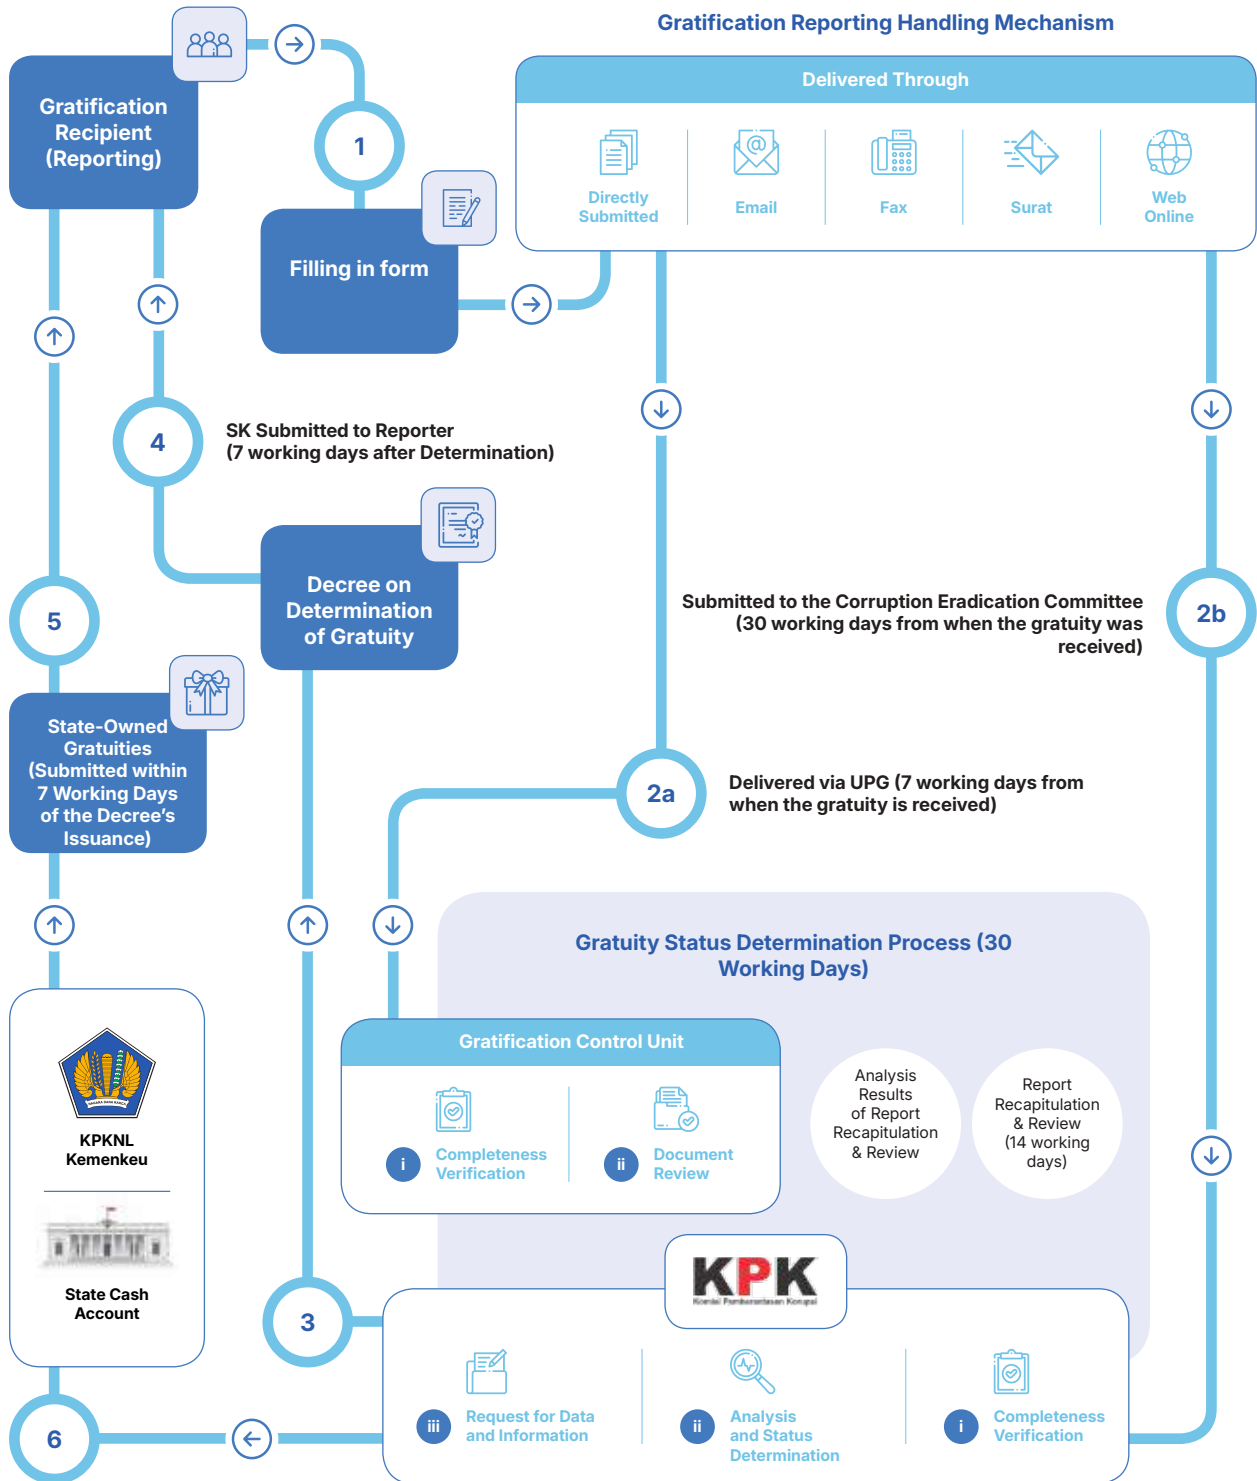 Gratification Reporting Handling Mechanism
Gratification
Recipient
(Reporting)
1
Filling in form
Delivered Through
Directly
Submitted
Email
Fax
Surat
Web
Online
4
SK Submitted to Reporter
(7 working days after Determination)
Decree on
Determination
of Gratuity
5
State-Owned
Gratuities
(Submitted within
7 Working Days
of the Decree's
Issuance)
Submitted to the Corruption Eradication Committee
(30 working days from when the gratuity was
received)
2b
2a
Delivered via UPG (7 working days from
when the gratuity is received)
Gratuity Status Determination Process (30
Working Days)
Gratification Control Unit
i
Completeness
Verification
ii
Document
Review
Analysis
Results
of Report
Recapitulation
& Review
Report
Recapitulation
& Review
(14 working
days)
KPKNL
Kemenkeu
State Cash
Account
3
KPK
Komisi Pemberantasan Korupsi
iii
Request for Data
and Information
ii
Analysis
and Status
Determination
i
Completeness
Verification
6